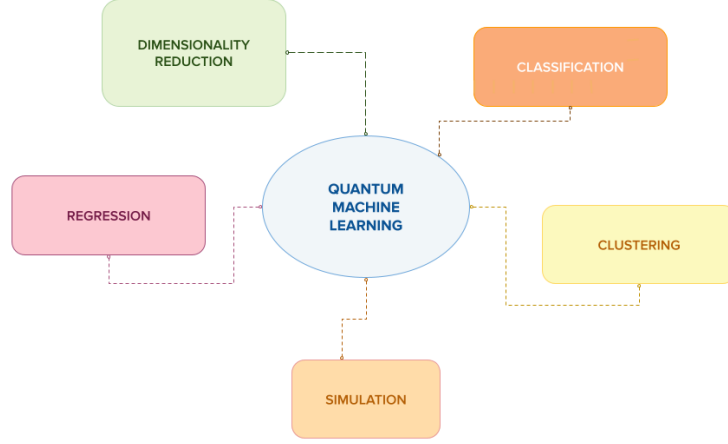 DIMENSIONALITY
REDUCTION
CLASSIFICATION
QUANTUM
MACHINE
LEARNING
REGRESSION
CLUSTERING
SIMULATION